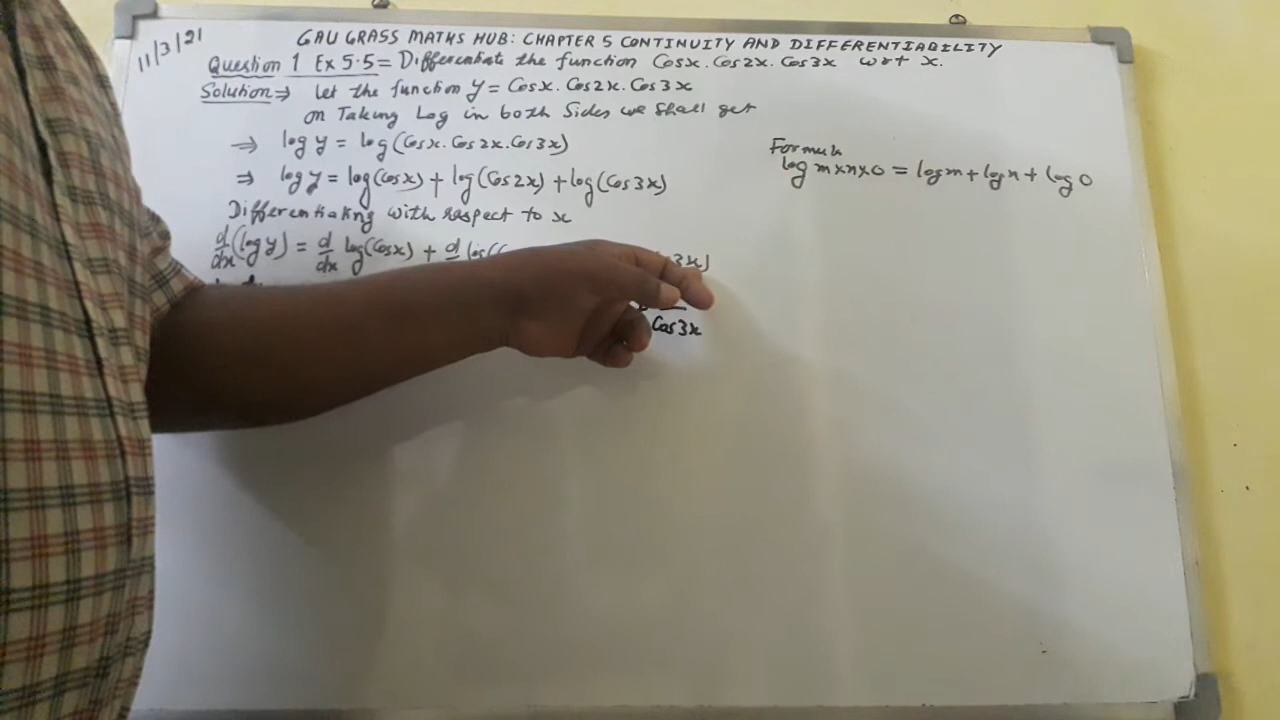 11/3/21
GAU GRASS MATHS HUB: CHAPTER 5 CONTINUITY AND DIFFERENTIABILITY
Question 1 Ex 5.5 = Differentiate the function Cosx. Cos2x. Cos3x wrt x.
Solution ⇒ Let the function y = Cosx. Cos2x. Cos3x
on Taking Log in both Sides we shall get
⇒ log y = log(Cosx. Cos2x. Cos3x)
⇒ log y = log(Cosx) + log(Cos2x) + log(Cos3x)
Differentiating with respect to x
d/dx (log y) = d/dx log(Cosx) + d 3x)
Cos3x
Formula
log m×n×o = log m + log n + log o